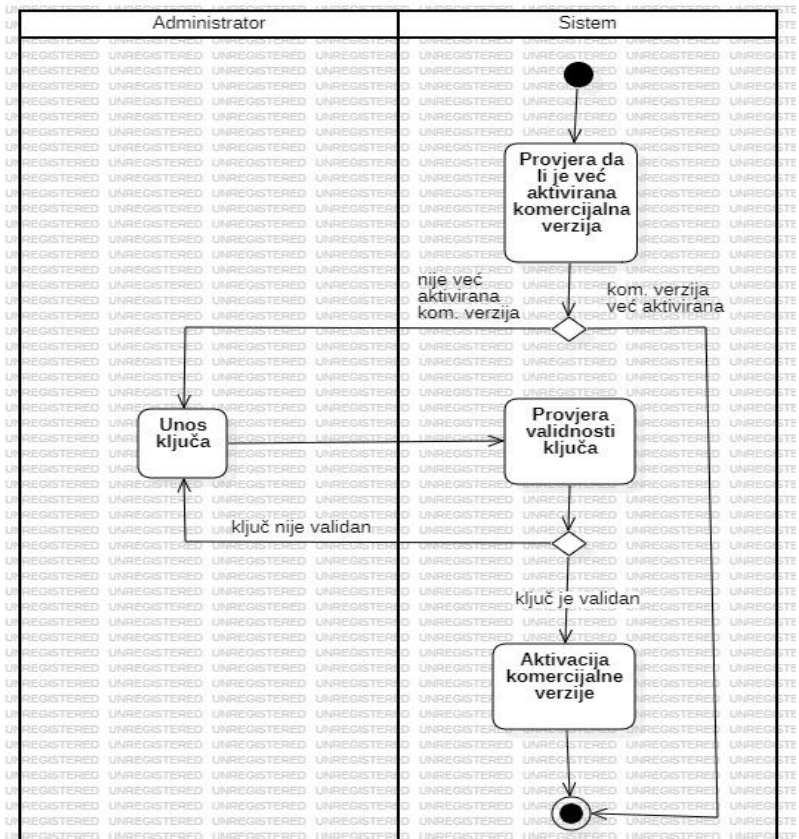 Administrator
Sistem
Provjera da
li je već
aktivirana
komercijalna
verzija
nije već
aktivirana
kom. verzija
kom. verzija
već aktivirana
Unos
ključa
Provjera
validnosti
ključa
ključ nije validan
ključ je validan
Aktivacija
komercijalne
verzije
UNREGISTERED